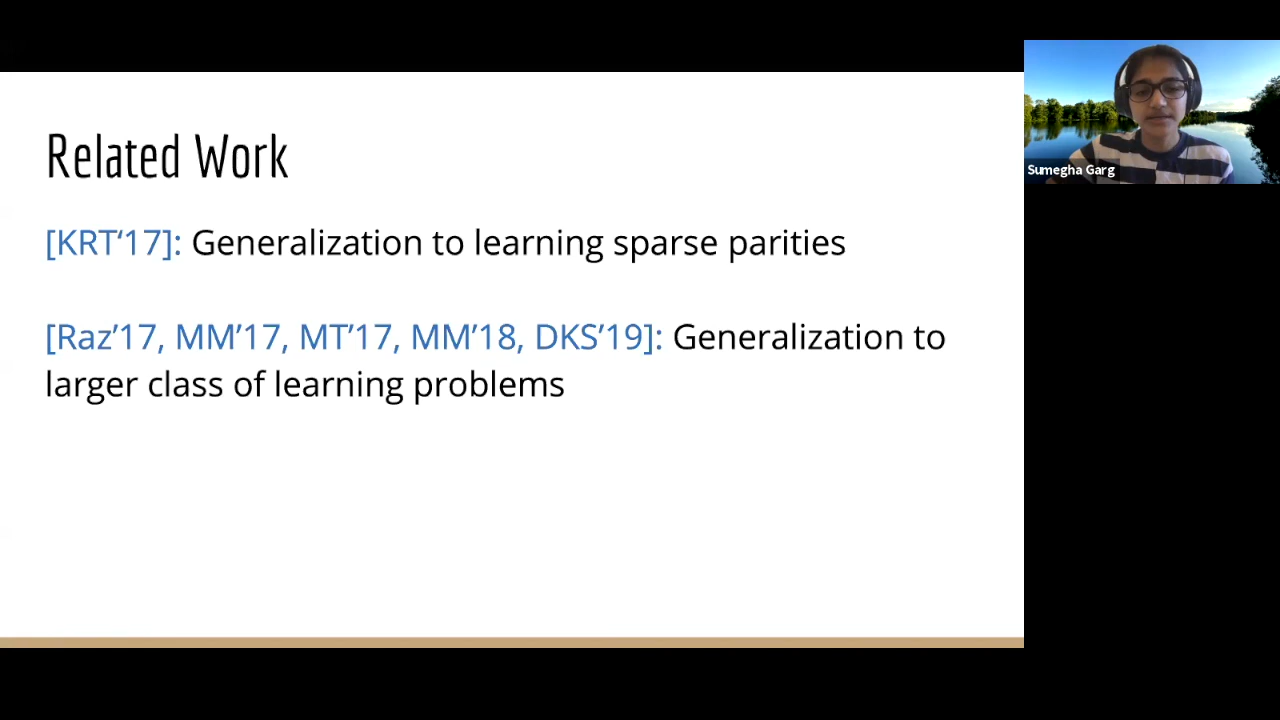 Related Work
[KRT‘17]: Generalization to learning sparse parities
[Raz’17, MM’17, MT’17, MM’18, DKS’19]: Generalization to
larger class of learning problems
Sumegha Garg